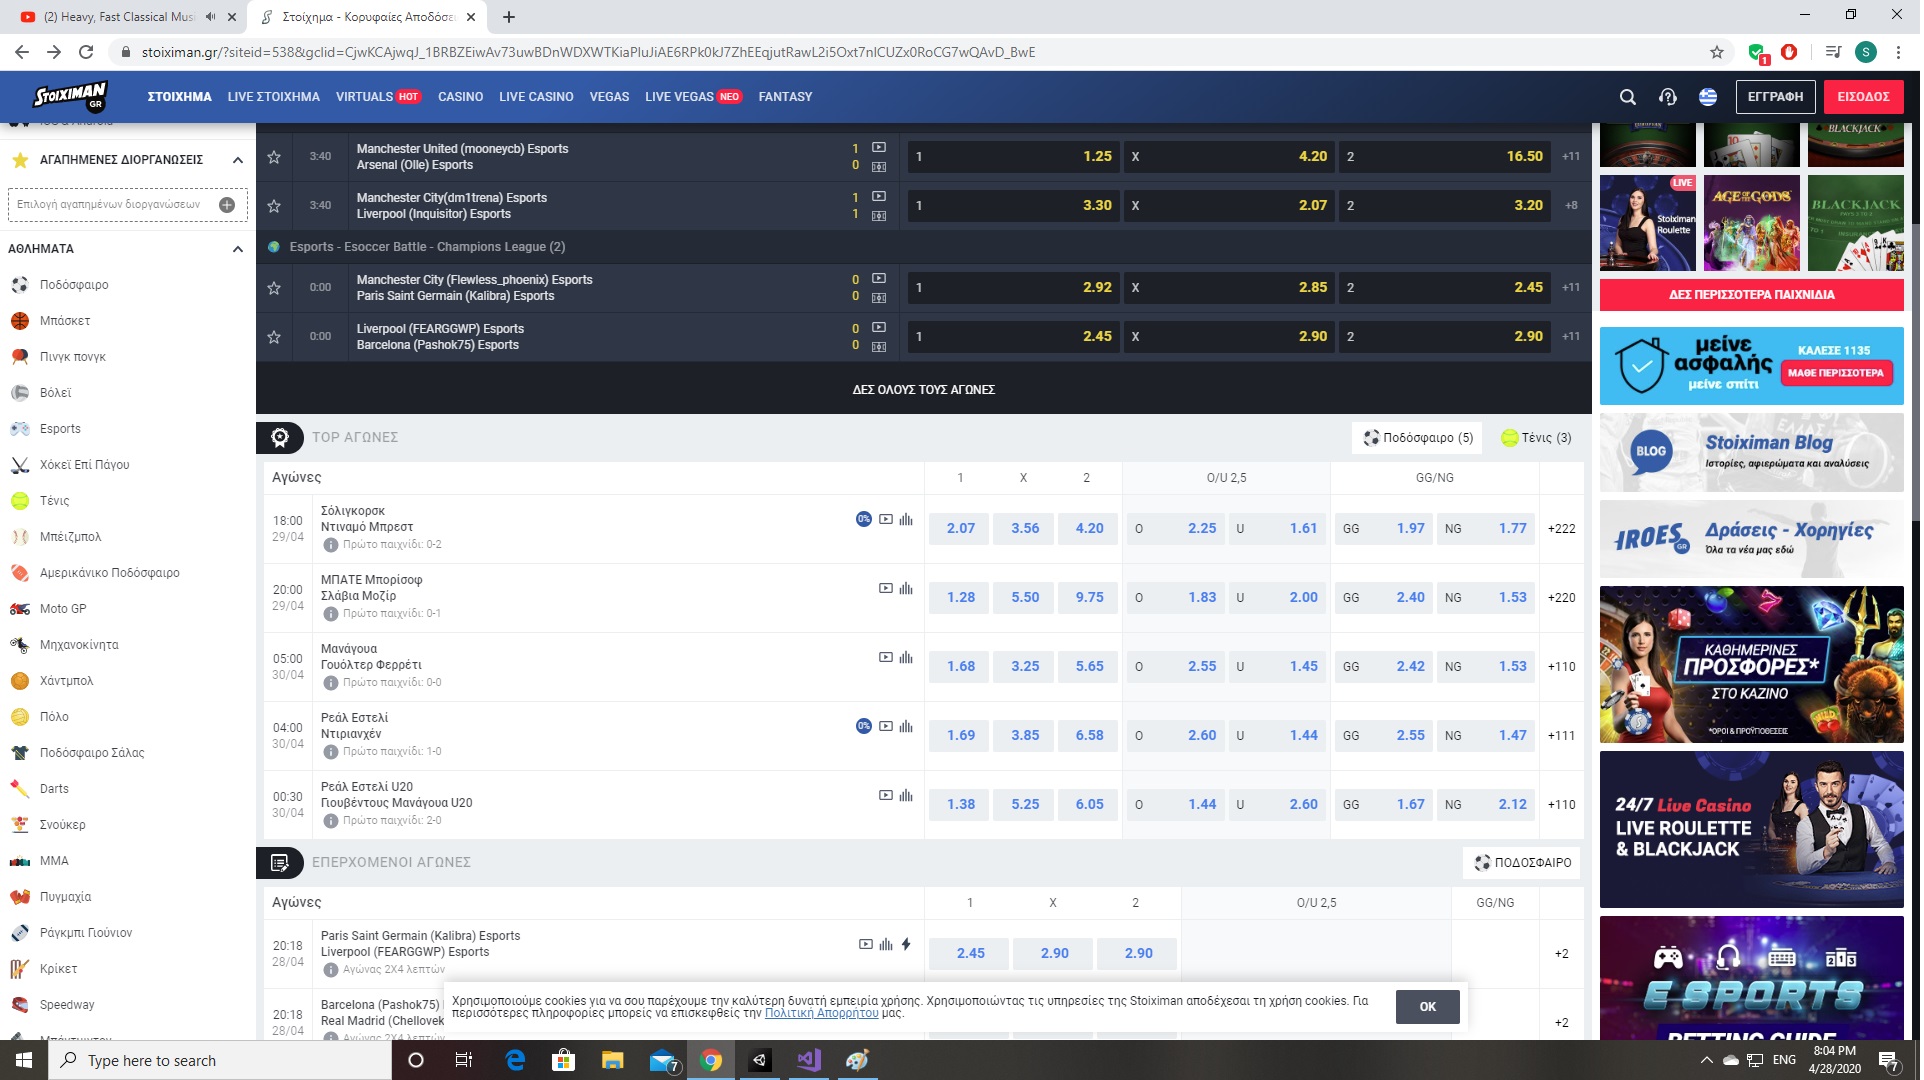 (2) Heavy, Fast Classical Musi
Στοίχημα - Κορυφαίες Αποδόσει
stoiximan.gr/?siteid=538&gclid=CjwKCAjwqJ_1BRBZEiwAv73uwBDnWDXWTKiaPIuJiAE6RPk0kJ7ZhEEqjutRawL2i5Oxt7nlCUZx0RoCG7wQAvD_BwE
1
S
STOIXIMAN GR
ΣΤΟΙΧΗΜΑ LIVE ΣΤΟΙΧΗΜΑ VIRTUALS HOT CASINO LIVE CASINO VEGAS LIVE VEGAS ΝΕΟ FANTASY
ΕΓΓΡΑΦΗ ΕΙΣΟΔΟΣ
ΑΓΑΠΗΜΕΝΕΣ ΔΙΟΡΓΑΝΩΣΕΙΣ
Επιλογή αγαπημένων διοργανώσεων
ΑΘΛΗΜΑΤΑ
Ποδόσφαιρο
Μπάσκετ
Πινγκ πονγκ
Βόλεϊ
Esports
Χόκεϊ Επί Πάγου
Τένις
Μπέιζμπολ
Αμερικάνικο Ποδόσφαιρο
Moto GP
Μηχανοκίνητα
Χάντμπολ
Πόλο
Ποδόσφαιρο Σάλας
Darts
Σνούκερ
MMA
Πυγμαχία
Ράγκμπι Γιούνιον
Κρίκετ
Speedway
3:40 Manchester United (mooneycb) Esports 1
Arsenal (Olle) Esports 0
1 1.25 X 4.20 2 16.50 +11
3:40 Manchester City(dm1trena) Esports 1
Liverpool (Inquisitor) Esports 1
1 3.30 X 2.07 2 3.20 +8
Esports - Esoccer Battle - Champions League (2)
0:00 Manchester City (Flewless_phoenix) Esports 0
Paris Saint Germain (Kalibra) Esports 0
1 2.92 X 2.85 2 2.45 +11
0:00 Liverpool (FEARGGWP) Esports 0
Barcelona (Pashok75) Esports 0
1 2.45 X 2.90 2 2.90 +11
ΔΕΣ ΟΛΟΥΣ ΤΟΥΣ ΑΓΩΝΕΣ
TOP ΑΓΩΝΕΣ
Ποδόσφαιρο (5) Τένις (3)
Αγώνες 1 X 2 O/U 2,5 GG/NG
18:00 29/04
Σόλιγκορσκ
Ντιναμό Μπρεστ
Πρώτο παιχνίδι: 0-2
0%
2.07 3.56 4.20 O 2.25 U 1.61 GG 1.97 NG 1.77 +222
20:00 29/04
ΜΠΑΤΕ Μπορίσοφ
Σλάβια Μοζίρ
Πρώτο παιχνίδι: 0-1
1.28 5.50 9.75 O 1.83 U 2.00 GG 2.40 NG 1.53 +220
05:00 30/04
Μανάγουα
Γουόλτερ Φερρέτι
Πρώτο παιχνίδι: 0-0
1.68 3.25 5.65 O 2.55 U 1.45 GG 2.42 NG 1.53 +110
04:00 30/04
Ρεάλ Εστελί
Ντιριανχέν
Πρώτο παιχνίδι: 1-0
0%
1.69 3.85 6.58 O 2.60 U 1.44 GG 2.55 NG 1.47 +111
00:30 30/04
Ρεάλ Εστελί U20
Γιουβέντους Μανάγουα U20
Πρώτο παιχνίδι: 2-0
1.38 5.25 6.05 O 1.44 U 2.60 GG 1.67 NG 2.12 +110
ΕΠΕΡΧΟΜΕΝΟΙ ΑΓΩΝΕΣ
ΠΟΔΟΣΦΑΙΡΟ
Αγώνες 1 X 2 O/U 2,5 GG/NG
20:18 28/04
Paris Saint Germain (Kalibra) Esports
Liverpool (FEARGGWP) Esports
Αγώνας 2X4 λεπτών
2.45 2.90 2.90 +2
20:18 28/04
Barcelona (Pashok75)
Real Madrid (Chellovek
Αγώνας 2X4 λεπτών
+2
Χρησιμοποιούμε cookies για να σου παρέχουμε την καλύτερη δυνατή εμπειρία χρήσης. Χρησιμοποιώντας τις υπηρεσίες της Stoiximan αποδέχεσαι τη χρήση cookies. Για
περισσότερες πληροφορίες μπορείς να επισκεφθείς την Πολιτική Απορρήτου μας.
OK
BLACKJACK
LIVE
Stoiximan
Roulette
AGE OF THE GODS
BLACKJACK
ΔΕΣ ΠΕΡΙΣΣΟΤΕΡΑ ΠΑΙΧΝΙΔΙΑ
μείνε
ασφαλής
μείνε σπίτι
ΚΑΛΕΣΕ 1135
ΜΑΘΕ ΠΕΡΙΣΣΟΤΕΡΑ
BLOG
Stoiximan Blog
Ιστορίες, αφιερώματα και αναλύσεις
IROES GR
Δράσεις - Χορηγίες
Όλα τα νέα μας εδώ
ΚΑΘΗΜΕΡΙΝΕΣ
ΠΡΟΣΦΟΡΕΣ*
ΣΤΟ ΚΑΖΙΝΟ
*ΟΡΟΙ & ΠΡΟΫΠΟΘΕΣΕΙΣ
24/7 Live Casino
LIVE ROULETTE
& BLACKJACK
ESPORTS
BETTING GUIDE
Type here to search
7
ENG
8:04 PM
4/28/2020
7